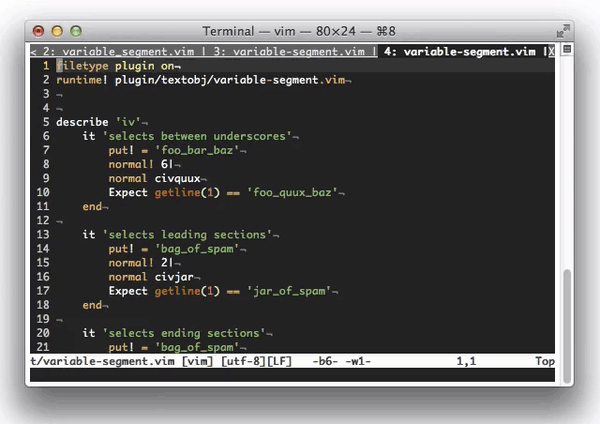 Terminal — vim — 80×24 — ⌘8
< 2: variable_segment.vim | 3: variable-segment.vim | 4: variable-segment.vim |X
1 filetype plugin on¬
2 runtime! plugin/textobj/variable-segment.vim¬
3 ¬
4 ¬
5 describe 'iv'¬
6     it 'selects between underscores'¬
7         put! = 'foo_bar_baz'¬
8         normal! 6|¬
9         normal civquux¬
10         Expect getline(1) == 'foo_quux_baz'¬
11     end¬
12 ¬
13     it 'selects leading sections'¬
14         put! = 'bag_of_spam'¬
15         normal! 2|¬
16         normal civjar¬
17         Expect getline(1) == 'jar_of_spam'¬
18     end¬
19 ¬
20     it 'selects ending sections'¬
21         put! = 'bag_of_spam'¬
t/variable-segment.vim [vim] [utf-8][LF]   -b6- -w1-   1,1   Top